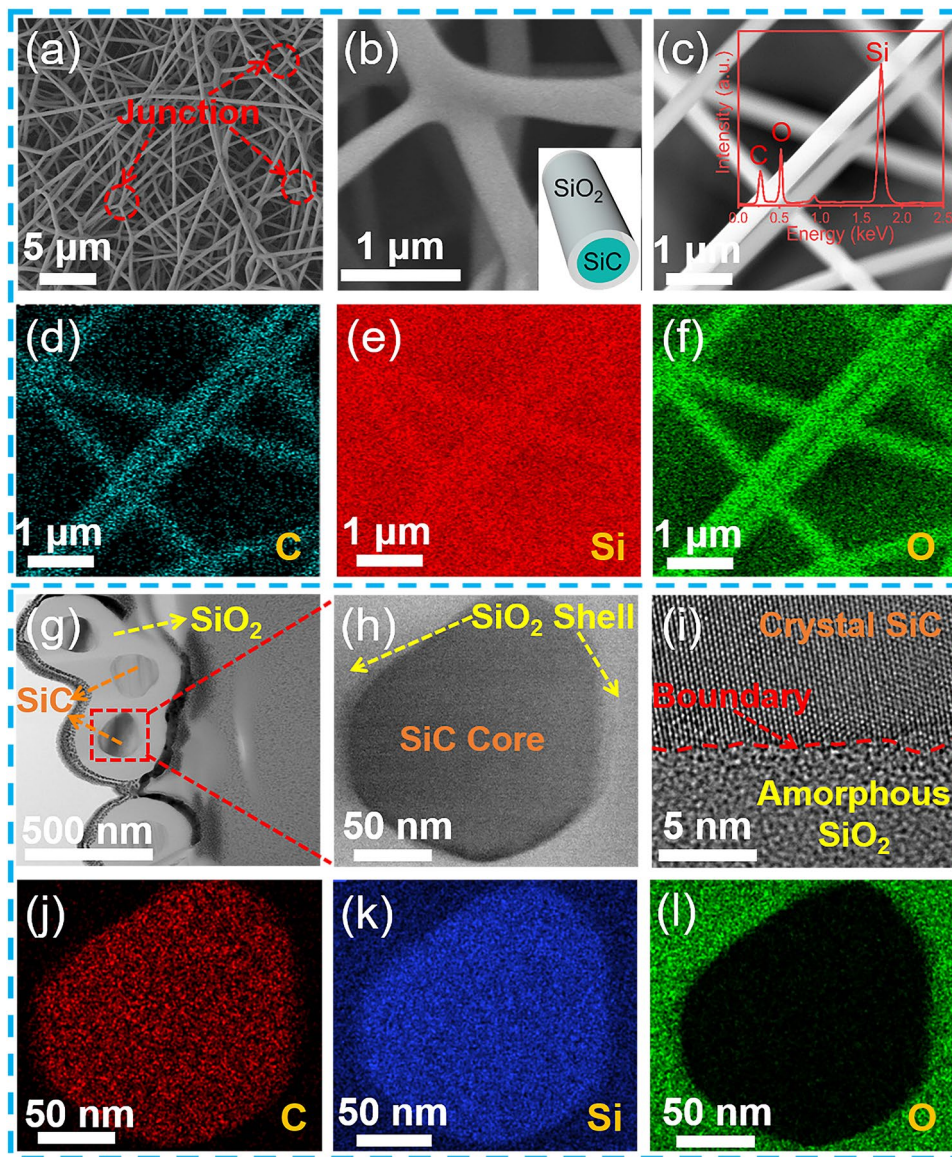 (a)
Junction
5 µm
(b)
1 µm
SiO₂
SiC
(c)
Intensity (a.u.)
C
O
Si
0.0 0.5 1.0 1.5 2.0 2.5
Energy (keV)
1 µm
(d)
1 µm
C
(e)
1 µm
Si
(f)
1 µm
O
(g)
SiO₂
SiC
500 nm
(h)
SiO₂ Shell
SiC Core
50 nm
(i)
Crystal SiC
Boundary
Amorphous
SiO₂
5 nm
(j)
50 nm
C
(k)
50 nm
Si
(l)
50 nm
O